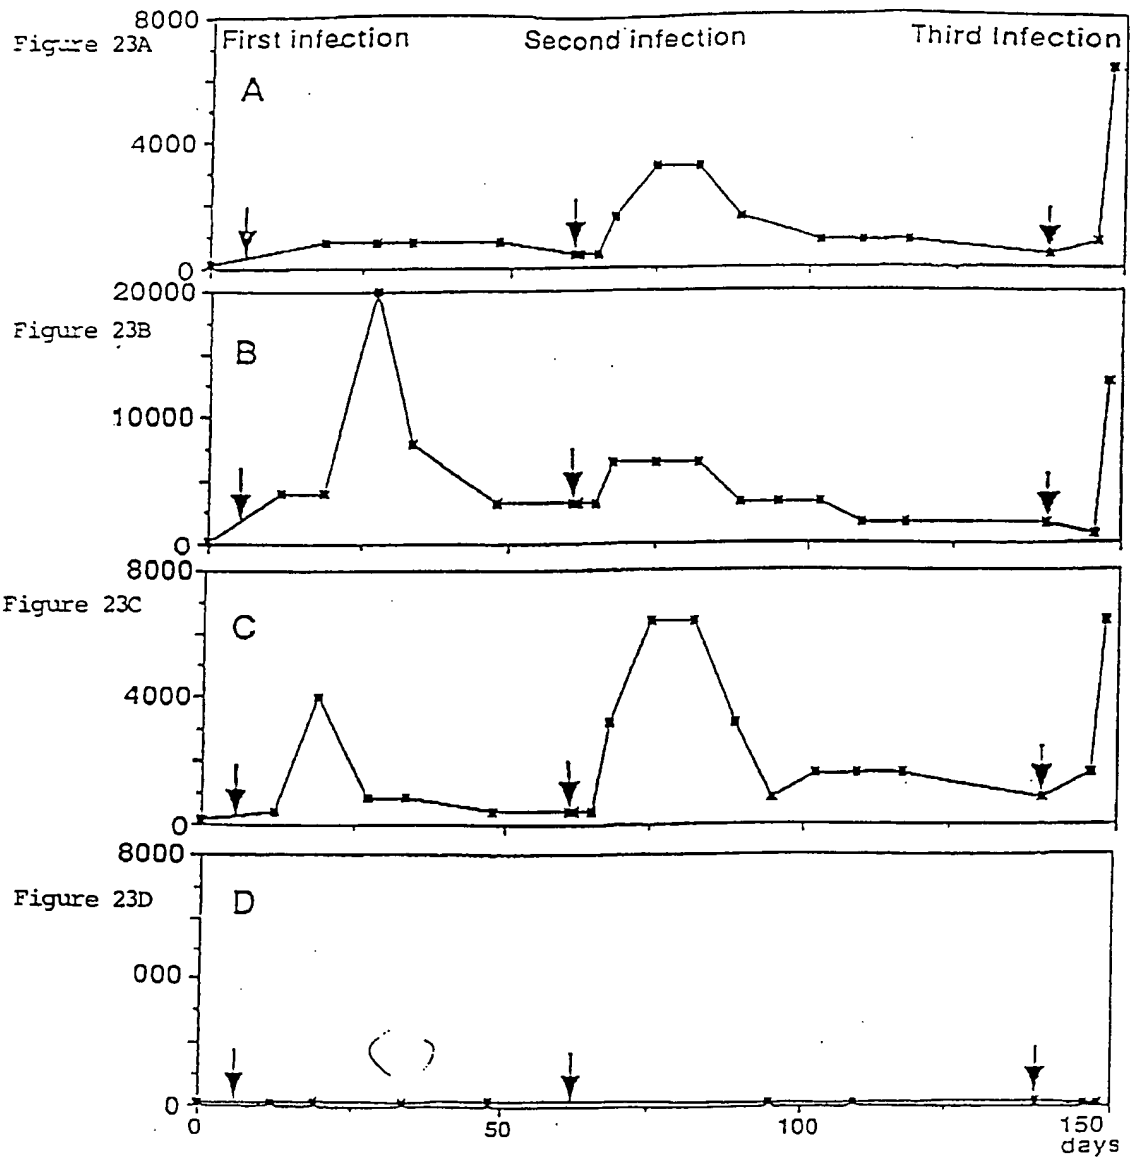 8000
Figure 23A
First infection Second infection Third Infection
A
4000
0
20000
Figure 23B
B
10000
0
8000
Figure 23C
C
4000
0
8000
Figure 23D
D
000
0
0 50 100 150
days